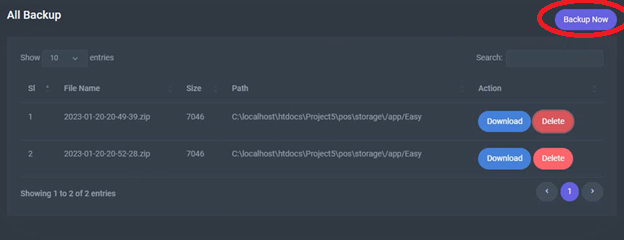 All Backup
Backup Now
Show 10 entries
Search:
Sl File Name Size Path Action
1 2023-01-20-20-49-39.zip 7046 C:\localhost\htdocs\Project5\pos\storage\/app/Easy Download Delete
2 2023-01-20-20-52-28.zip 7046 C:\localhost\htdocs\Project5\pos\storage\/app/Easy Download Delete
Showing 1 to 2 of 2 entries
‹ 1 ›